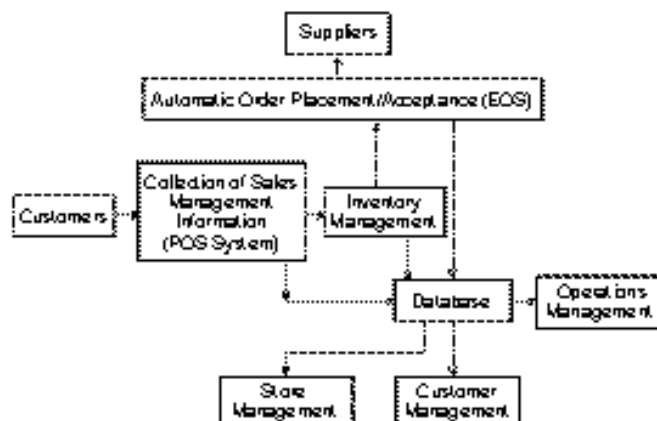 Suppliers
Automatic Order Placement/Acceptance (EOS)
Collection of Sales
Management
Information
(POS System)
Customers
Inventory
Management
Database
Operations
Management
Store
Management
Customer
Management